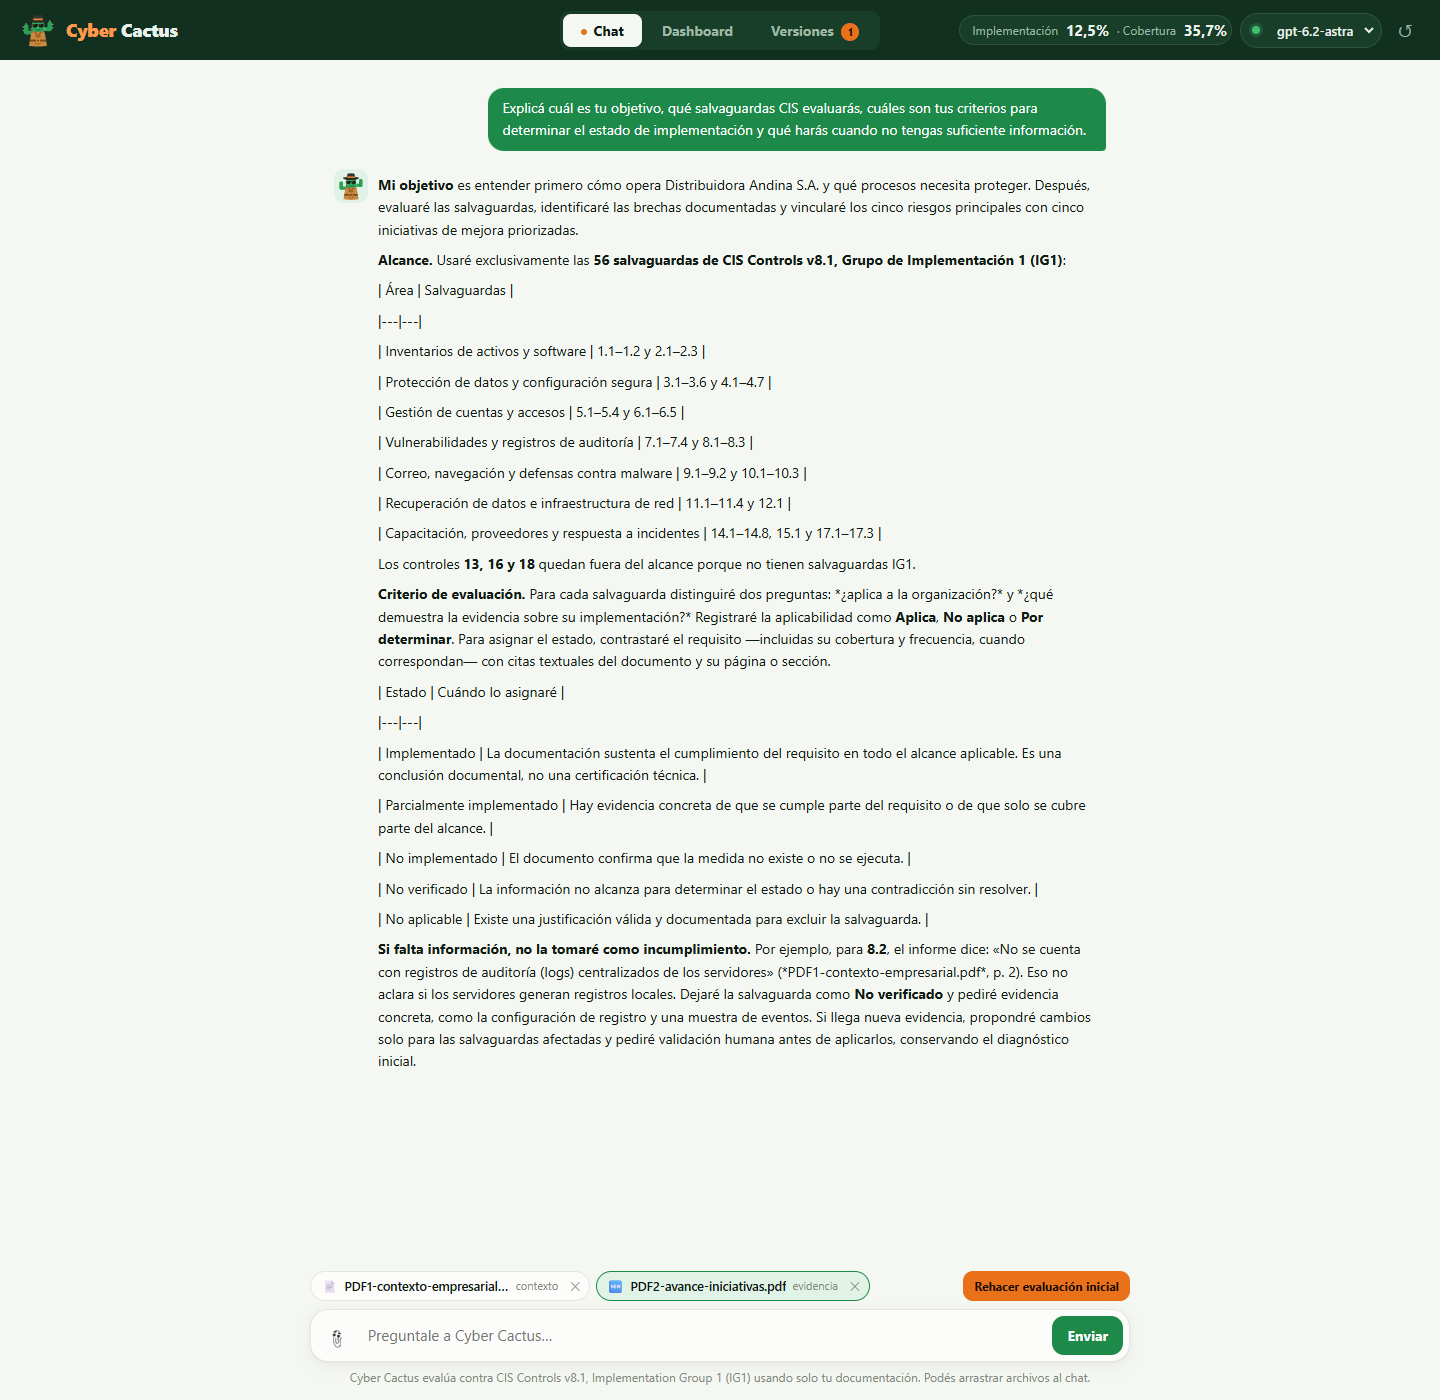 Cyber Cactus
Chat
Dashboard
Versiones 1
Implementación 12,5% · Cobertura 35,7%
gpt-6.2-astra
Explicá cuál es tu objetivo, qué salvaguardas CIS evaluarás, cuáles son tus criterios para
determinar el estado de implementación y qué harás cuando no tengas suficiente información.
Mi objetivo es entender primero cómo opera Distribuidora Andina S.A. y qué procesos necesita proteger. Después,
evaluaré las salvaguardas, identificaré las brechas documentadas y vincularé los cinco riesgos principales con cinco
iniciativas de mejora priorizadas.
Alcance. Usaré exclusivamente las 56 salvaguardas de CIS Controls v8.1, Grupo de Implementación 1 (IG1):
| Área | Salvaguardas |
|---|---|
| Inventarios de activos y software | 1.1–1.2 y 2.1–2.3 |
| Protección de datos y configuración segura | 3.1–3.6 y 4.1–4.7 |
| Gestión de cuentas y accesos | 5.1–5.4 y 6.1–6.5 |
| Vulnerabilidades y registros de auditoría | 7.1–7.4 y 8.1–8.3 |
| Correo, navegación y defensas contra malware | 9.1–9.2 y 10.1–10.3 |
| Recuperación de datos e infraestructura de red | 11.1–11.4 y 12.1 |
| Capacitación, proveedores y respuesta a incidentes | 14.1–14.8, 15.1 y 17.1–17.3 |
Los controles 13, 16 y 18 quedan fuera del alcance porque no tienen salvaguardas IG1.
Criterio de evaluación. Para cada salvaguarda distinguiré dos preguntas: *¿aplica a la organización?* y *¿qué
demuestra la evidencia sobre su implementación?* Registraré la aplicabilidad como Aplica, No aplica o Por
determinar. Para asignar el estado, contrastaré el requisito —incluidas su cobertura y frecuencia, cuando
correspondan— con citas textuales del documento y su página o sección.
| Estado | Cuándo lo asignaré |
|---|---|
| Implementado | La documentación sustenta el cumplimiento del requisito en todo el alcance aplicable. Es una
conclusión documental, no una certificación técnica. |
| Parcialmente implementado | Hay evidencia concreta de que se cumple parte del requisito o de que solo se cubre
parte del alcance. |
| No implementado | El documento confirma que la medida no existe o no se ejecuta. |
| No verificado | La información no alcanza para determinar el estado o hay una contradicción sin resolver. |
| No aplicable | Existe una justificación válida y documentada para excluir la salvaguarda. |
Si falta información, no la tomaré como incumplimiento. Por ejemplo, para 8.2, el informe dice: «No se cuenta
con registros de auditoría (logs) centralizados de los servidores» (*PDF1-contexto-empresarial.pdf*, p. 2). Eso no
aclara si los servidores generan registros locales. Dejaré la salvaguarda como No verificado y pediré evidencia
concreta, como la configuración de registro y una muestra de eventos. Si llega nueva evidencia, propondré cambios
solo para las salvaguardas afectadas y pediré validación humana antes de aplicarlos, conservando el diagnóstico
inicial.
PDF1-contexto-empresarial... contexto
NEW PDF2-avance-iniciativas.pdf evidencia
Rehacer evaluación inicial
Preguntale a Cyber Cactus...
Enviar
Cyber Cactus evalúa contra CIS Controls v8.1, Implementation Group 1 (IG1) usando solo tu documentación. Podés arrastrar archivos al chat.